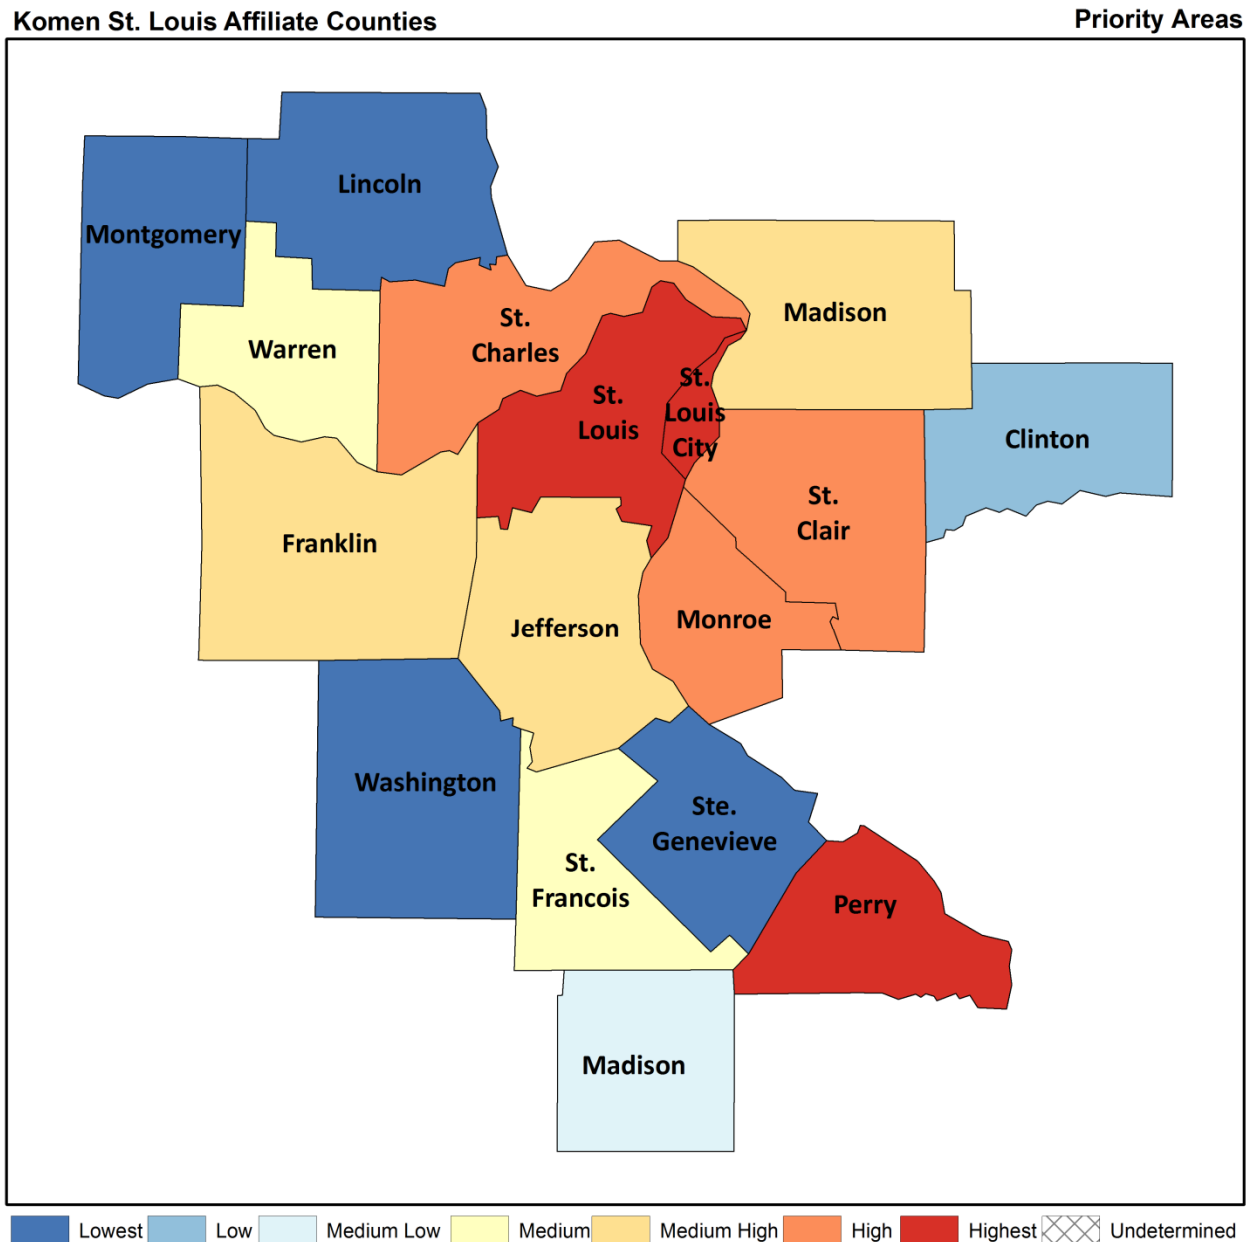 Komen St. Louis Affiliate Counties
Priority Areas
Lincoln
Montgomery
Madison
St.
Charles
Warren
St.
Louis
St.
Louis
City
Clinton
St.
Clair
Franklin
Monroe
Jefferson
Washington
Ste.
Genevieve
St.
Francois
Perry
Madison
Lowest Low Medium Low Medium Medium High High Highest Undetermined